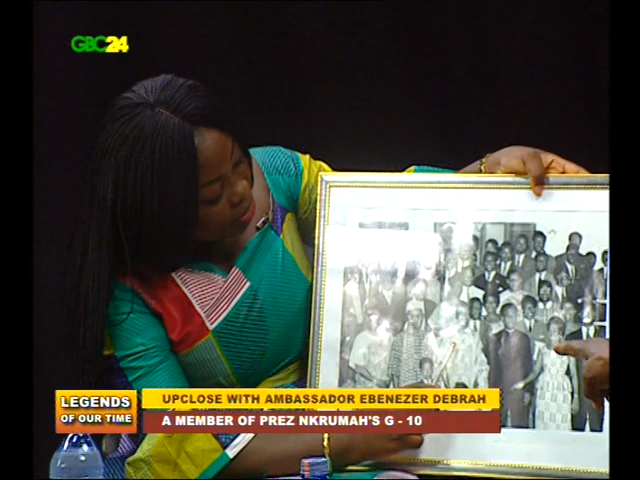 GBC24
LEGENDS
OF OUR TIME
UPCLOSE WITH AMBASSADOR EBENEZER DEBRAH
A MEMBER OF PREZ NKRUMAH'S G - 10